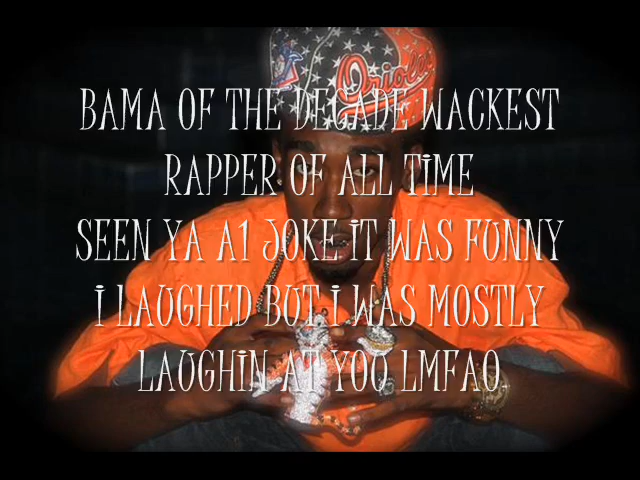 Orioles
BAMA OF THE DECADE WACKEST
RAPPER OF ALL TIME
SEEN YA A1 JOKE IT WAS FUNNY
I LAUGHED BUT I WAS MOSTLY
LAUGHIN AT YOU LMFAO